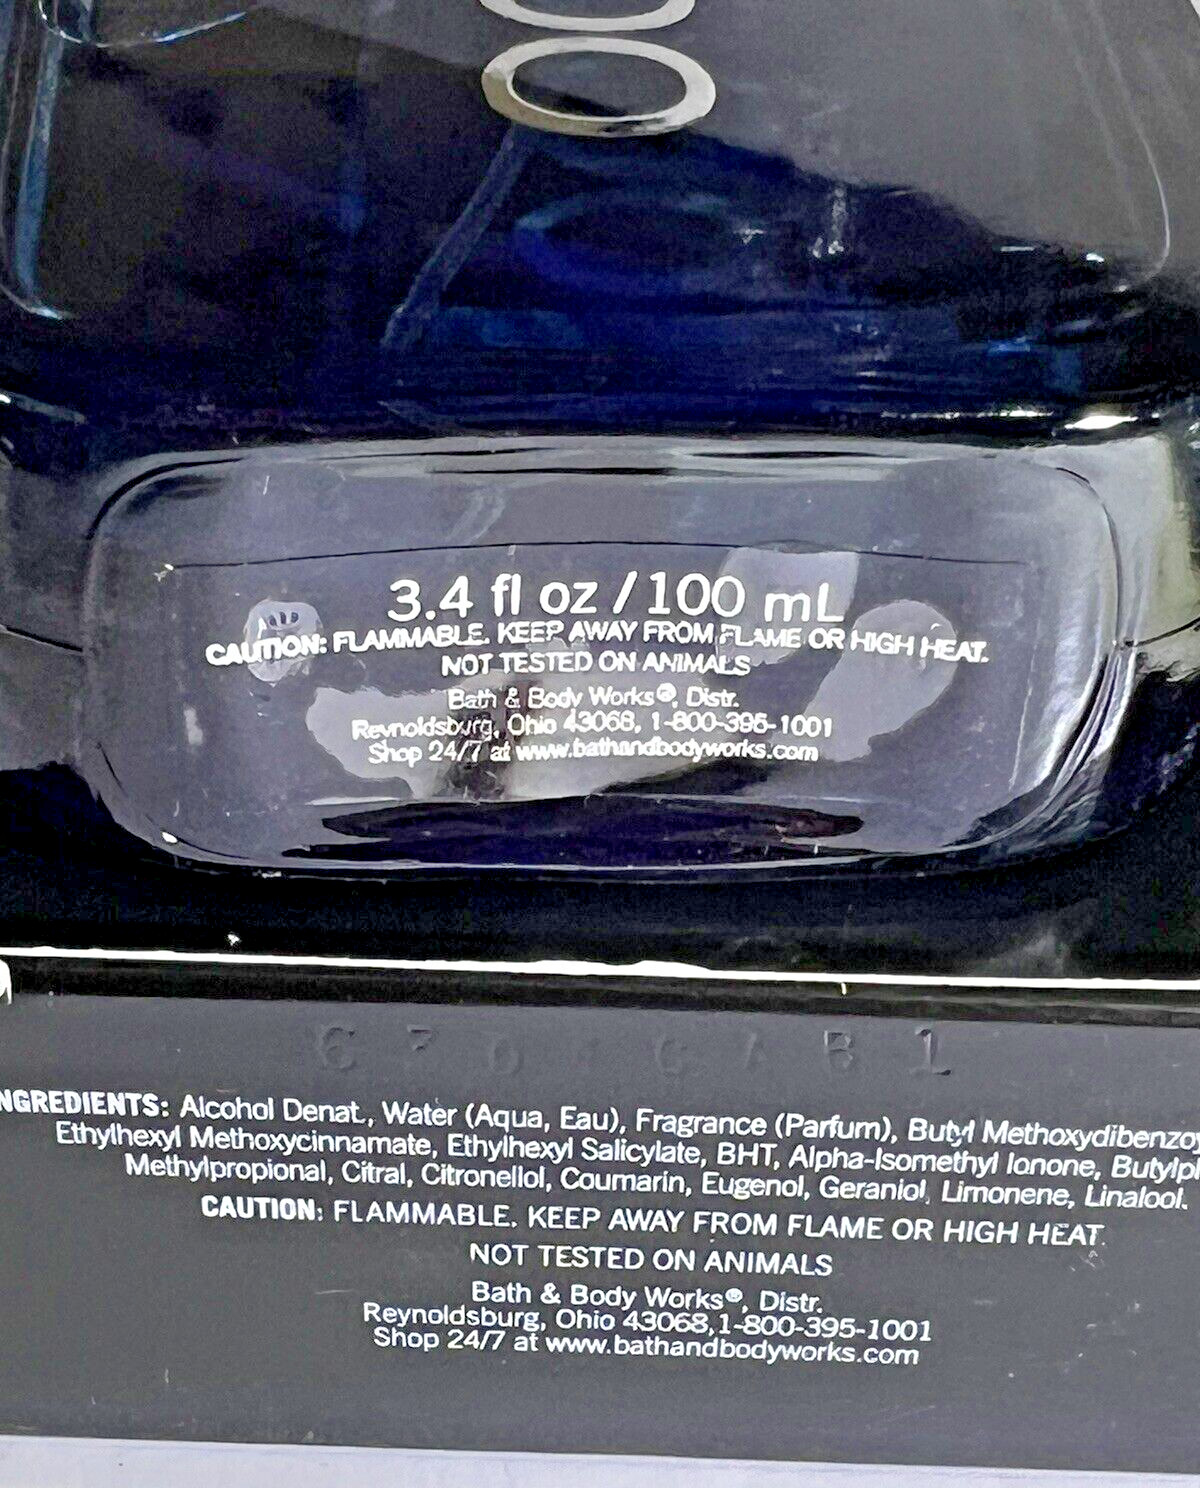 3.4 fl oz / 100 mL
CAUTION: FLAMMABLE. KEEP AWAY FROM FLAME OR HIGH HEAT.
NOT TESTED ON ANIMALS
Bath & Body Works®, Distr.
Reynoldsburg, Ohio 43068, 1-800-395-1001
Shop 24/7 at www.bathandbodyworks.com
NGREDIENTS: Alcohol Denat., Water (Aqua, Eau), Fragrance (Parfum), Butyl Methoxydibenzoy
Ethylhexyl Methoxycinnamate, Ethylhexyl Salicylate, BHT, Alpha-Isomethyl Ionone, Butylph
Methylpropional, Citral, Citronellol, Coumarin, Eugenol, Geraniol, Limonene, Linalool.
CAUTION: FLAMMABLE. KEEP AWAY FROM FLAME OR HIGH HEAT.
NOT TESTED ON ANIMALS
Bath & Body Works®, Distr.
Reynoldsburg, Ohio 43068,1-800-395-1001
Shop 24/7 at www.bathandbodyworks.com